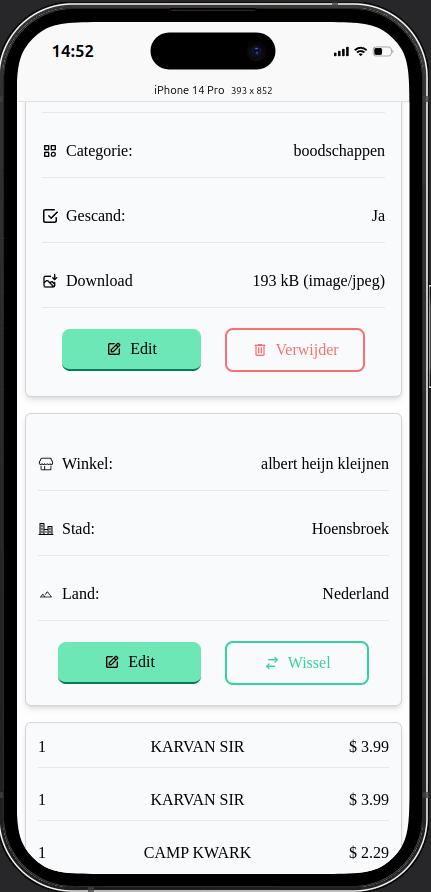 14:52
iPhone 14 Pro 393 x 852
Categorie: boodschappen
Gescand: Ja
Download 193 kB (image/jpeg)
Edit Verwijder
Winkel: albert heijn kleijnen
Stad: Hoensbroek
Land: Nederland
Edit Wissel
1 KARVAN SIR $ 3.99
1 KARVAN SIR $ 3.99
1 CAMP KWARK $ 2.29